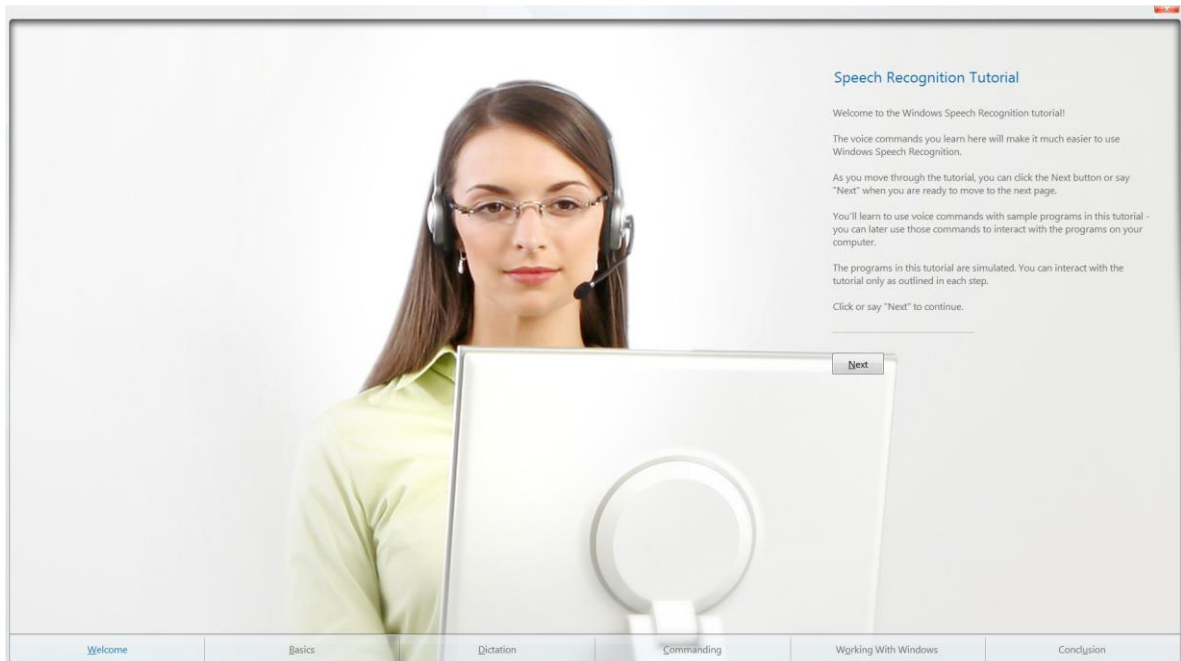 Speech Recognition Tutorial
Welcome to the Windows Speech Recognition tutorial!
The voice commands you learn here will make it much easier to use
Windows Speech Recognition.
As you move through the tutorial, you can click the Next button or say
"Next" when you are ready to move to the next page.
You'll learn to use voice commands with sample programs in this tutorial -
you can later use those commands to interact with the programs on your
computer.
The programs in this tutorial are simulated. You can interact with the
tutorial only as outlined in each step.
Click or say "Next" to continue.
Next
Welcome
Basics
Dictation
Commanding
Working With Windows
Conclusion